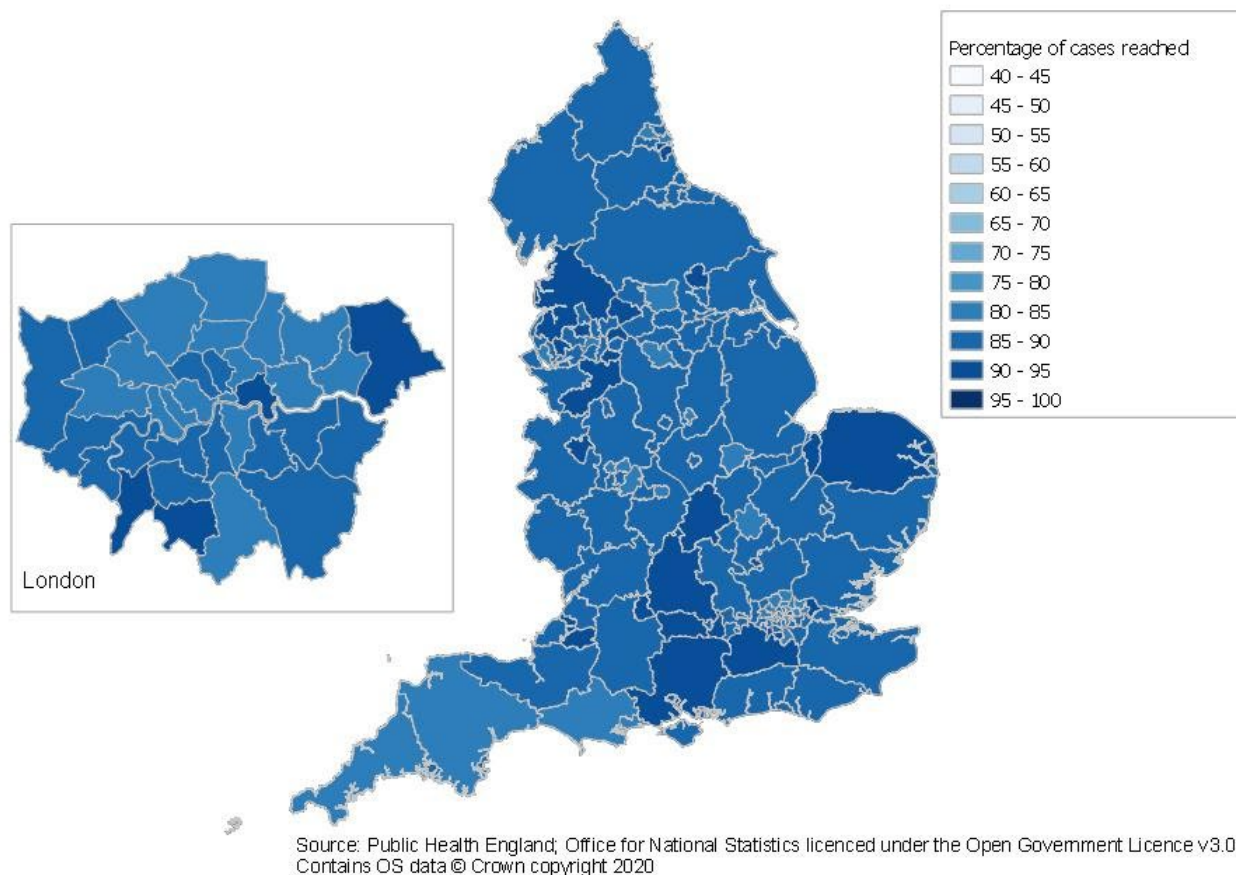 Percentage of cases reached
40 - 45
45 - 50
50 - 55
55 - 60
60 - 65
65 - 70
70 - 75
75 - 80
80 - 85
85 - 90
90 - 95
95 - 100
London
Source: Public Health England; Office for National Statistics licenced under the Open Government Licence v3.0
Contains OS data © Crown copyright 2020